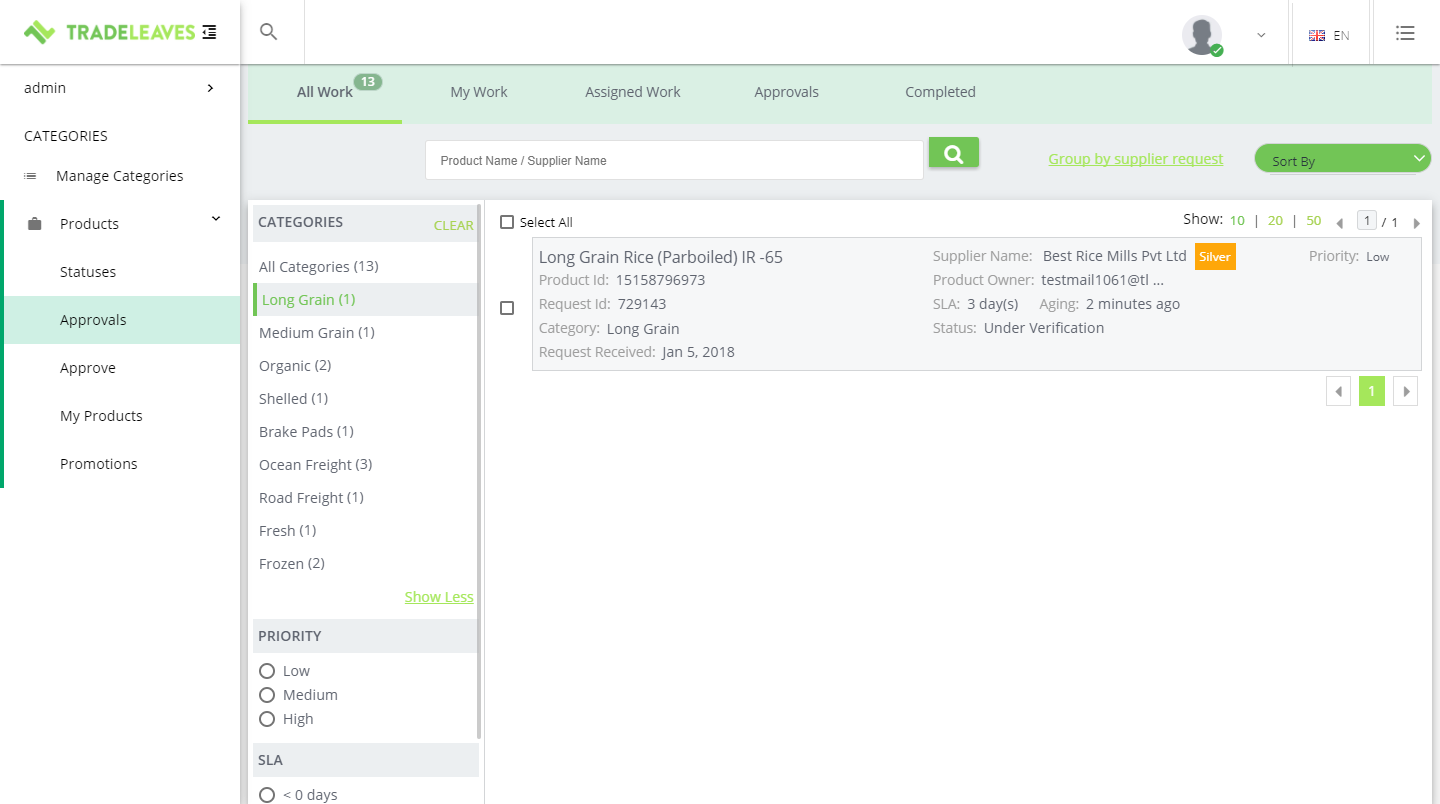 TRADELEAVES
EN
admin
CATEGORIES
Manage Categories
Products
Statuses
Approvals
Approve
My Products
Promotions
All Work 13
My Work
Assigned Work
Approvals
Completed
Product Name / Supplier Name
Group by supplier request
Sort By
CATEGORIES
CLEAR
All Categories (13)
Long Grain (1)
Medium Grain (1)
Organic (2)
Shelled (1)
Brake Pads (1)
Ocean Freight (3)
Road Freight (1)
Fresh (1)
Frozen (2)
Show Less
PRIORITY
Low
Medium
High
SLA
< 0 days
Select All
Show: 10 | 20 | 50 1 / 1
Long Grain Rice (Parboiled) IR -65
Product Id: 15158796973
Request Id: 729143
Category: Long Grain
Request Received: Jan 5, 2018
Supplier Name: Best Rice Mills Pvt Ltd Silver
Product Owner: testmail1061@tl ...
SLA: 3 day(s) Aging: 2 minutes ago
Status: Under Verification
Priority: Low
1